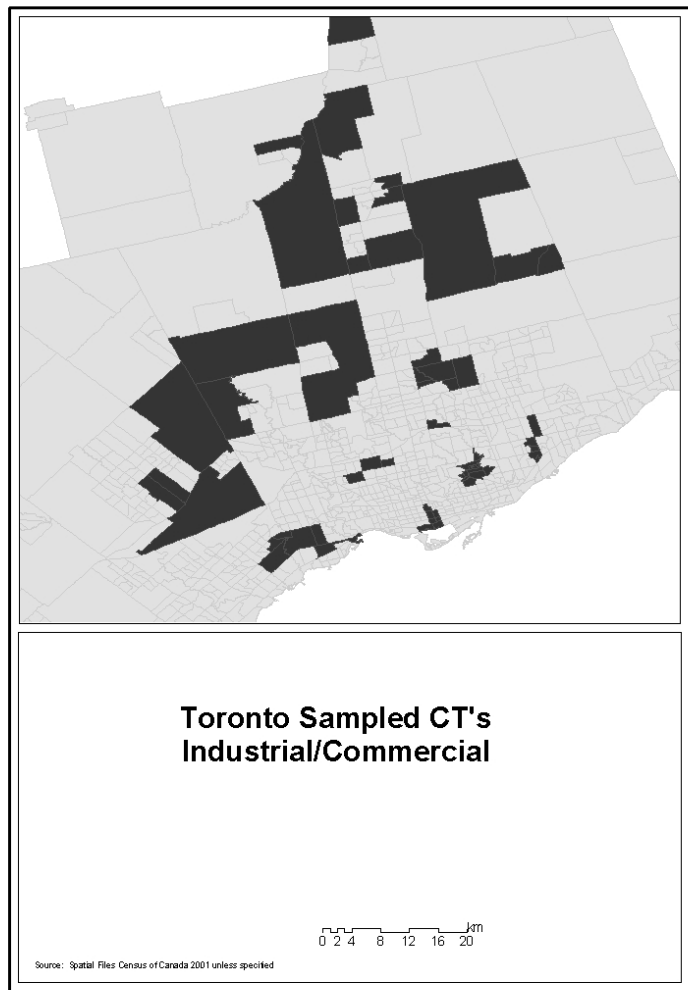 Toronto Sampled CT's
Industrial/Commercial
km
0 2 4 8 12 16 20
Source: Spatial Files Census of Canada 2001 unless specified